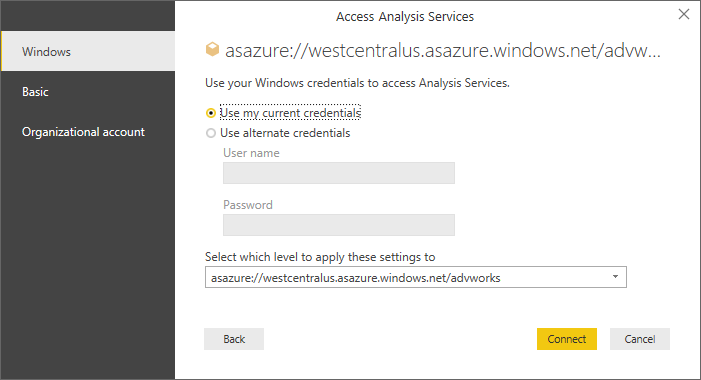 Access Analysis Services
Windows
Basic
Organizational account
asazure://westcentralus.asazure.windows.net/advw...
Use your Windows credentials to access Analysis Services.
Use my current credentials
Use alternate credentials
User name
Password
Select which level to apply these settings to
asazure://westcentralus.asazure.windows.net/advworks
Back
Connect
Cancel